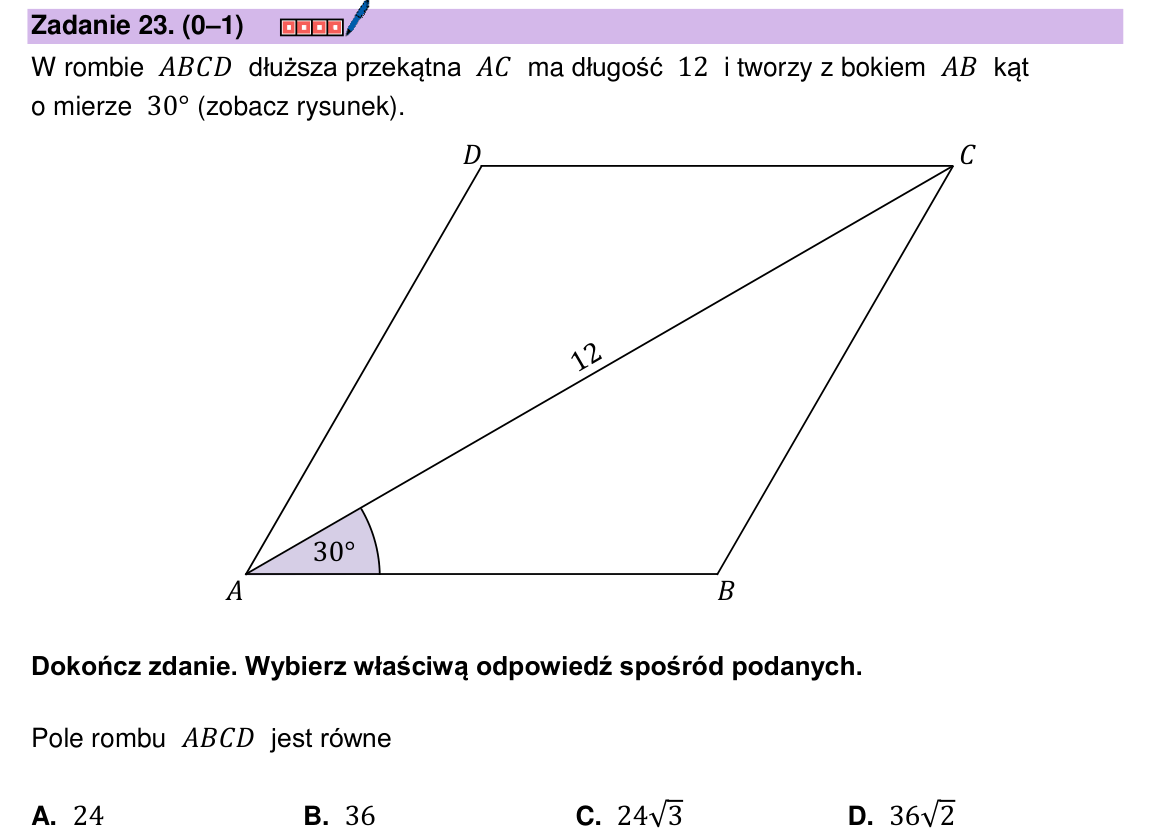 Zadanie 23. (0–1)
W rombie ABCD dłuższa przekątna AC ma długość 12 i tworzy z bokiem AB kąt
o mierze 30° (zobacz rysunek).
D C
12
30°
A B
Dokończ zdanie. Wybierz właściwą odpowiedź spośród podanych.
Pole rombu ABCD jest równe
A. 24 B. 36 C. 24√3 D. 36√2